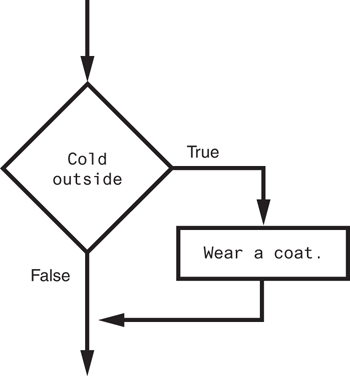 Cold
outside
True
Wear a coat.
False